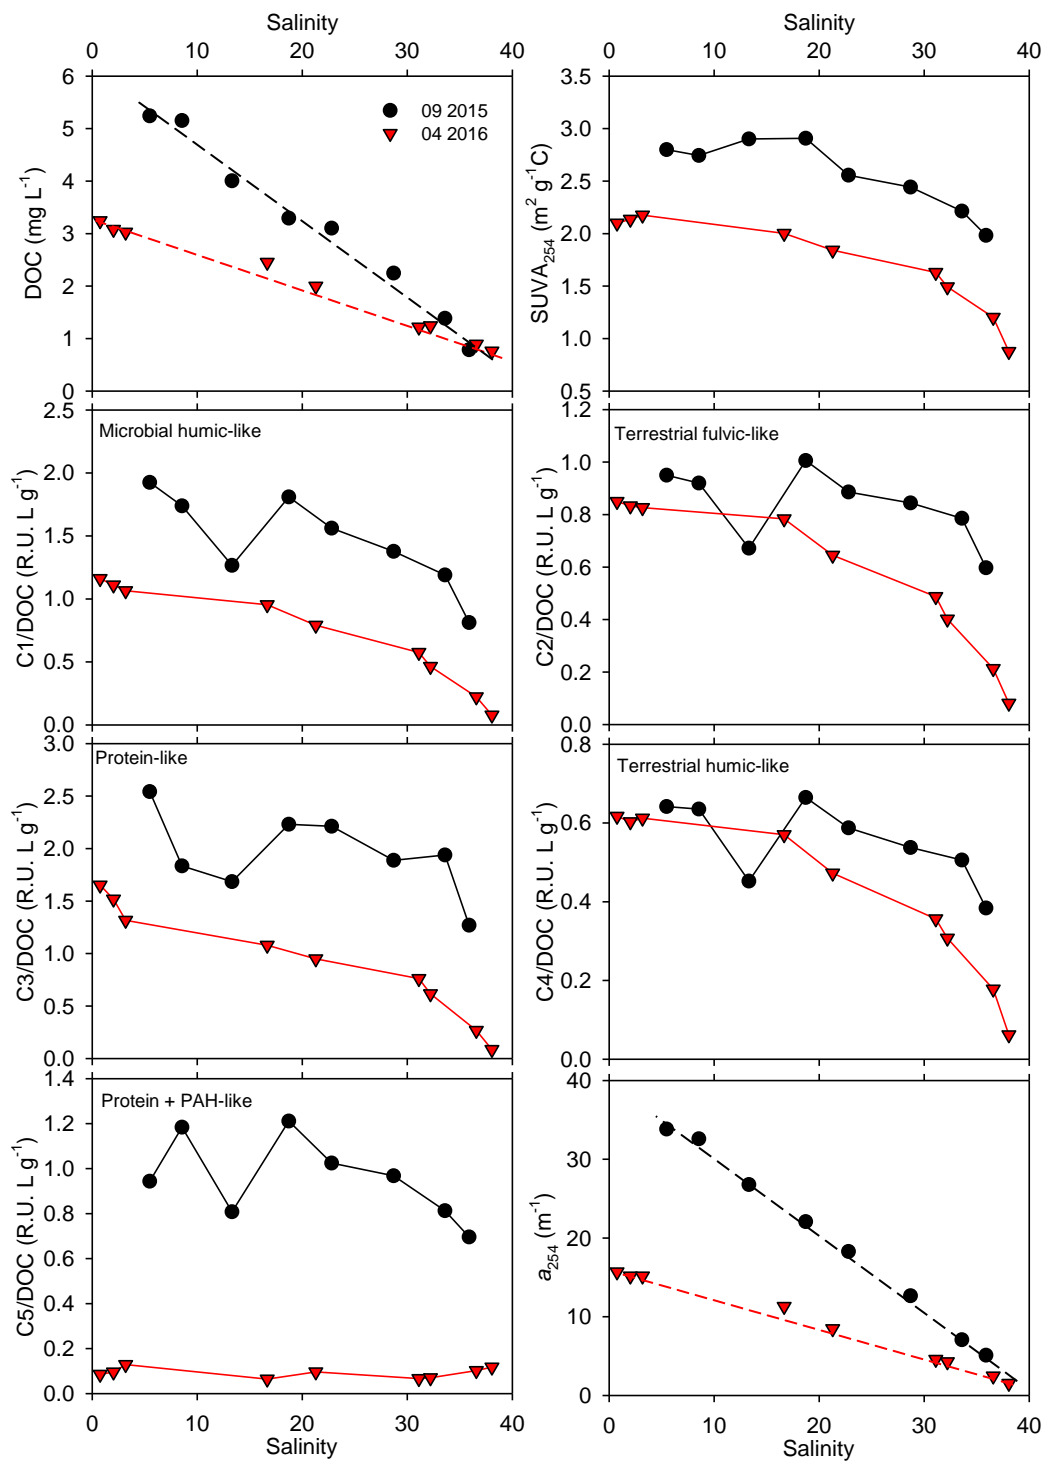 Salinity
Salinity
0 10 20 30 40
0 10 20 30 40
6
5
4
3
2
1
0
DOC (mg L⁻¹)
09 2015
04 2016
3.5
3.0
2.5
2.0
1.5
1.0
0.5
SUVA₂₅₄ (m² g⁻¹C)
2.5
2.0
1.5
1.0
0.5
0.0
C1/DOC (R.U. L g⁻¹)
Microbial humic-like
1.2
1.0
0.8
0.6
0.4
0.2
0.0
C2/DOC (R.U. L g⁻¹)
Terrestrial fulvic-like
3.0
2.5
2.0
1.5
1.0
0.5
0.0
C3/DOC (R.U. L g⁻¹)
Protein-like
0.8
0.6
0.4
0.2
0.0
C4/DOC (R.U. L g⁻¹)
Terrestrial humic-like
1.4
1.2
1.0
0.8
0.6
0.4
0.2
0.0
C5/DOC (R.U. L g⁻¹)
Protein + PAH-like
40
30
20
10
0
a₂₅₄ (m⁻¹)
0 10 20 30 40
0 10 20 30 40
Salinity
Salinity